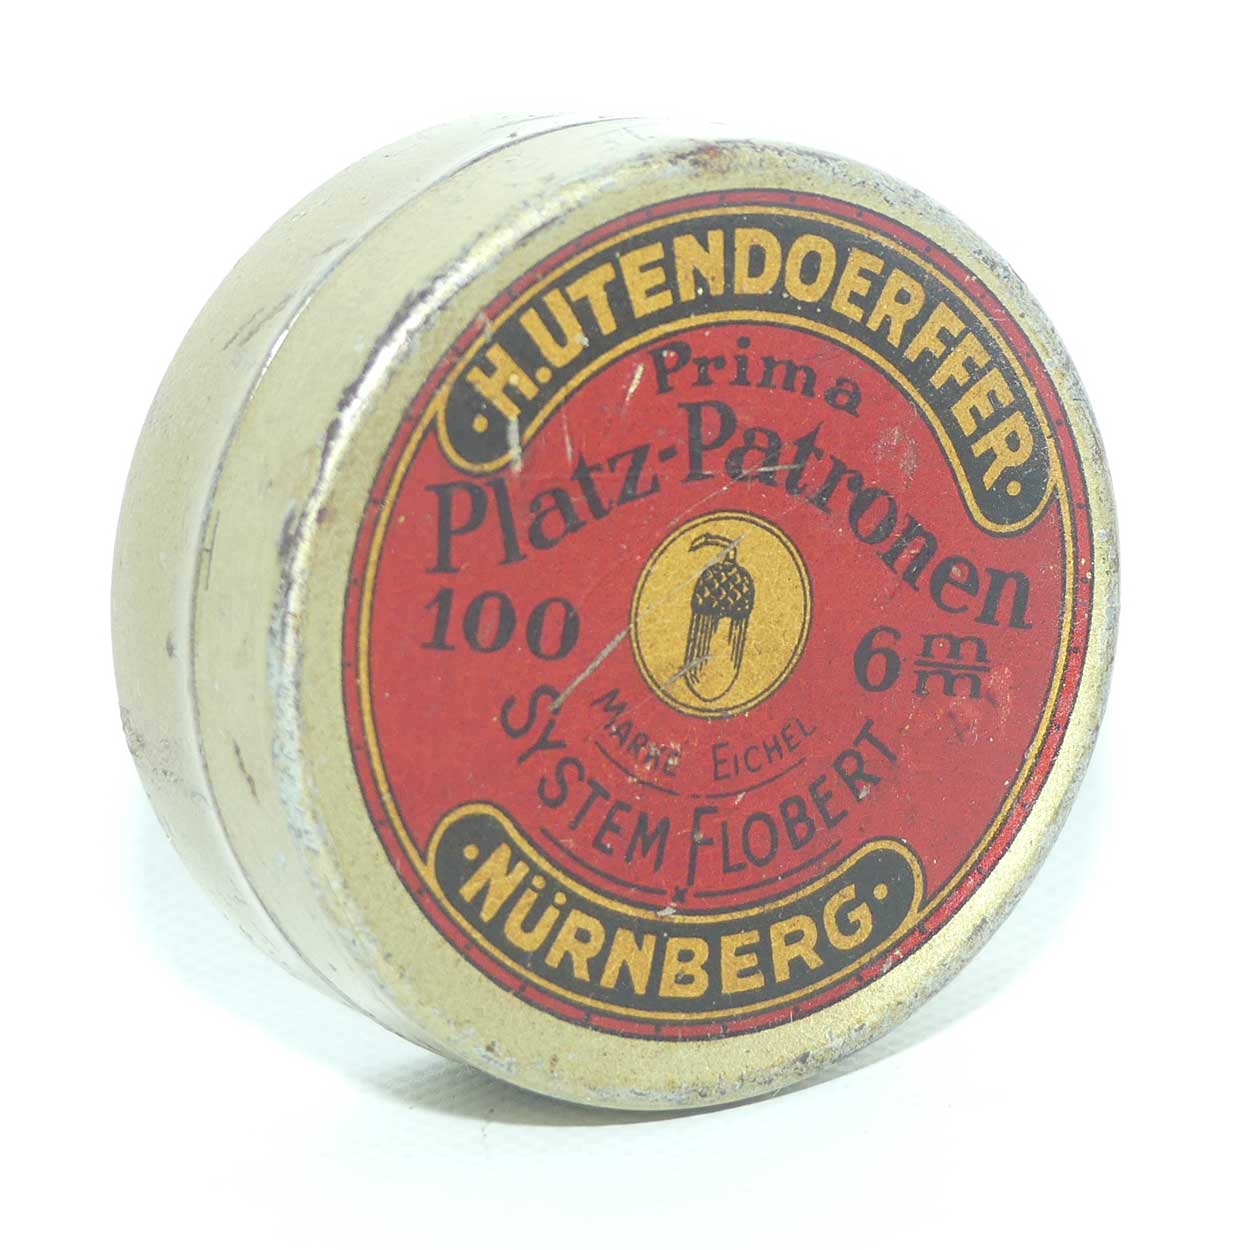 ·H.UTENDOERFFER·
Prima
Platz-Patronen
100
6 m/m
MARKE EICHEL
SYSTEM FLOBERT
·NÜRNBERG·